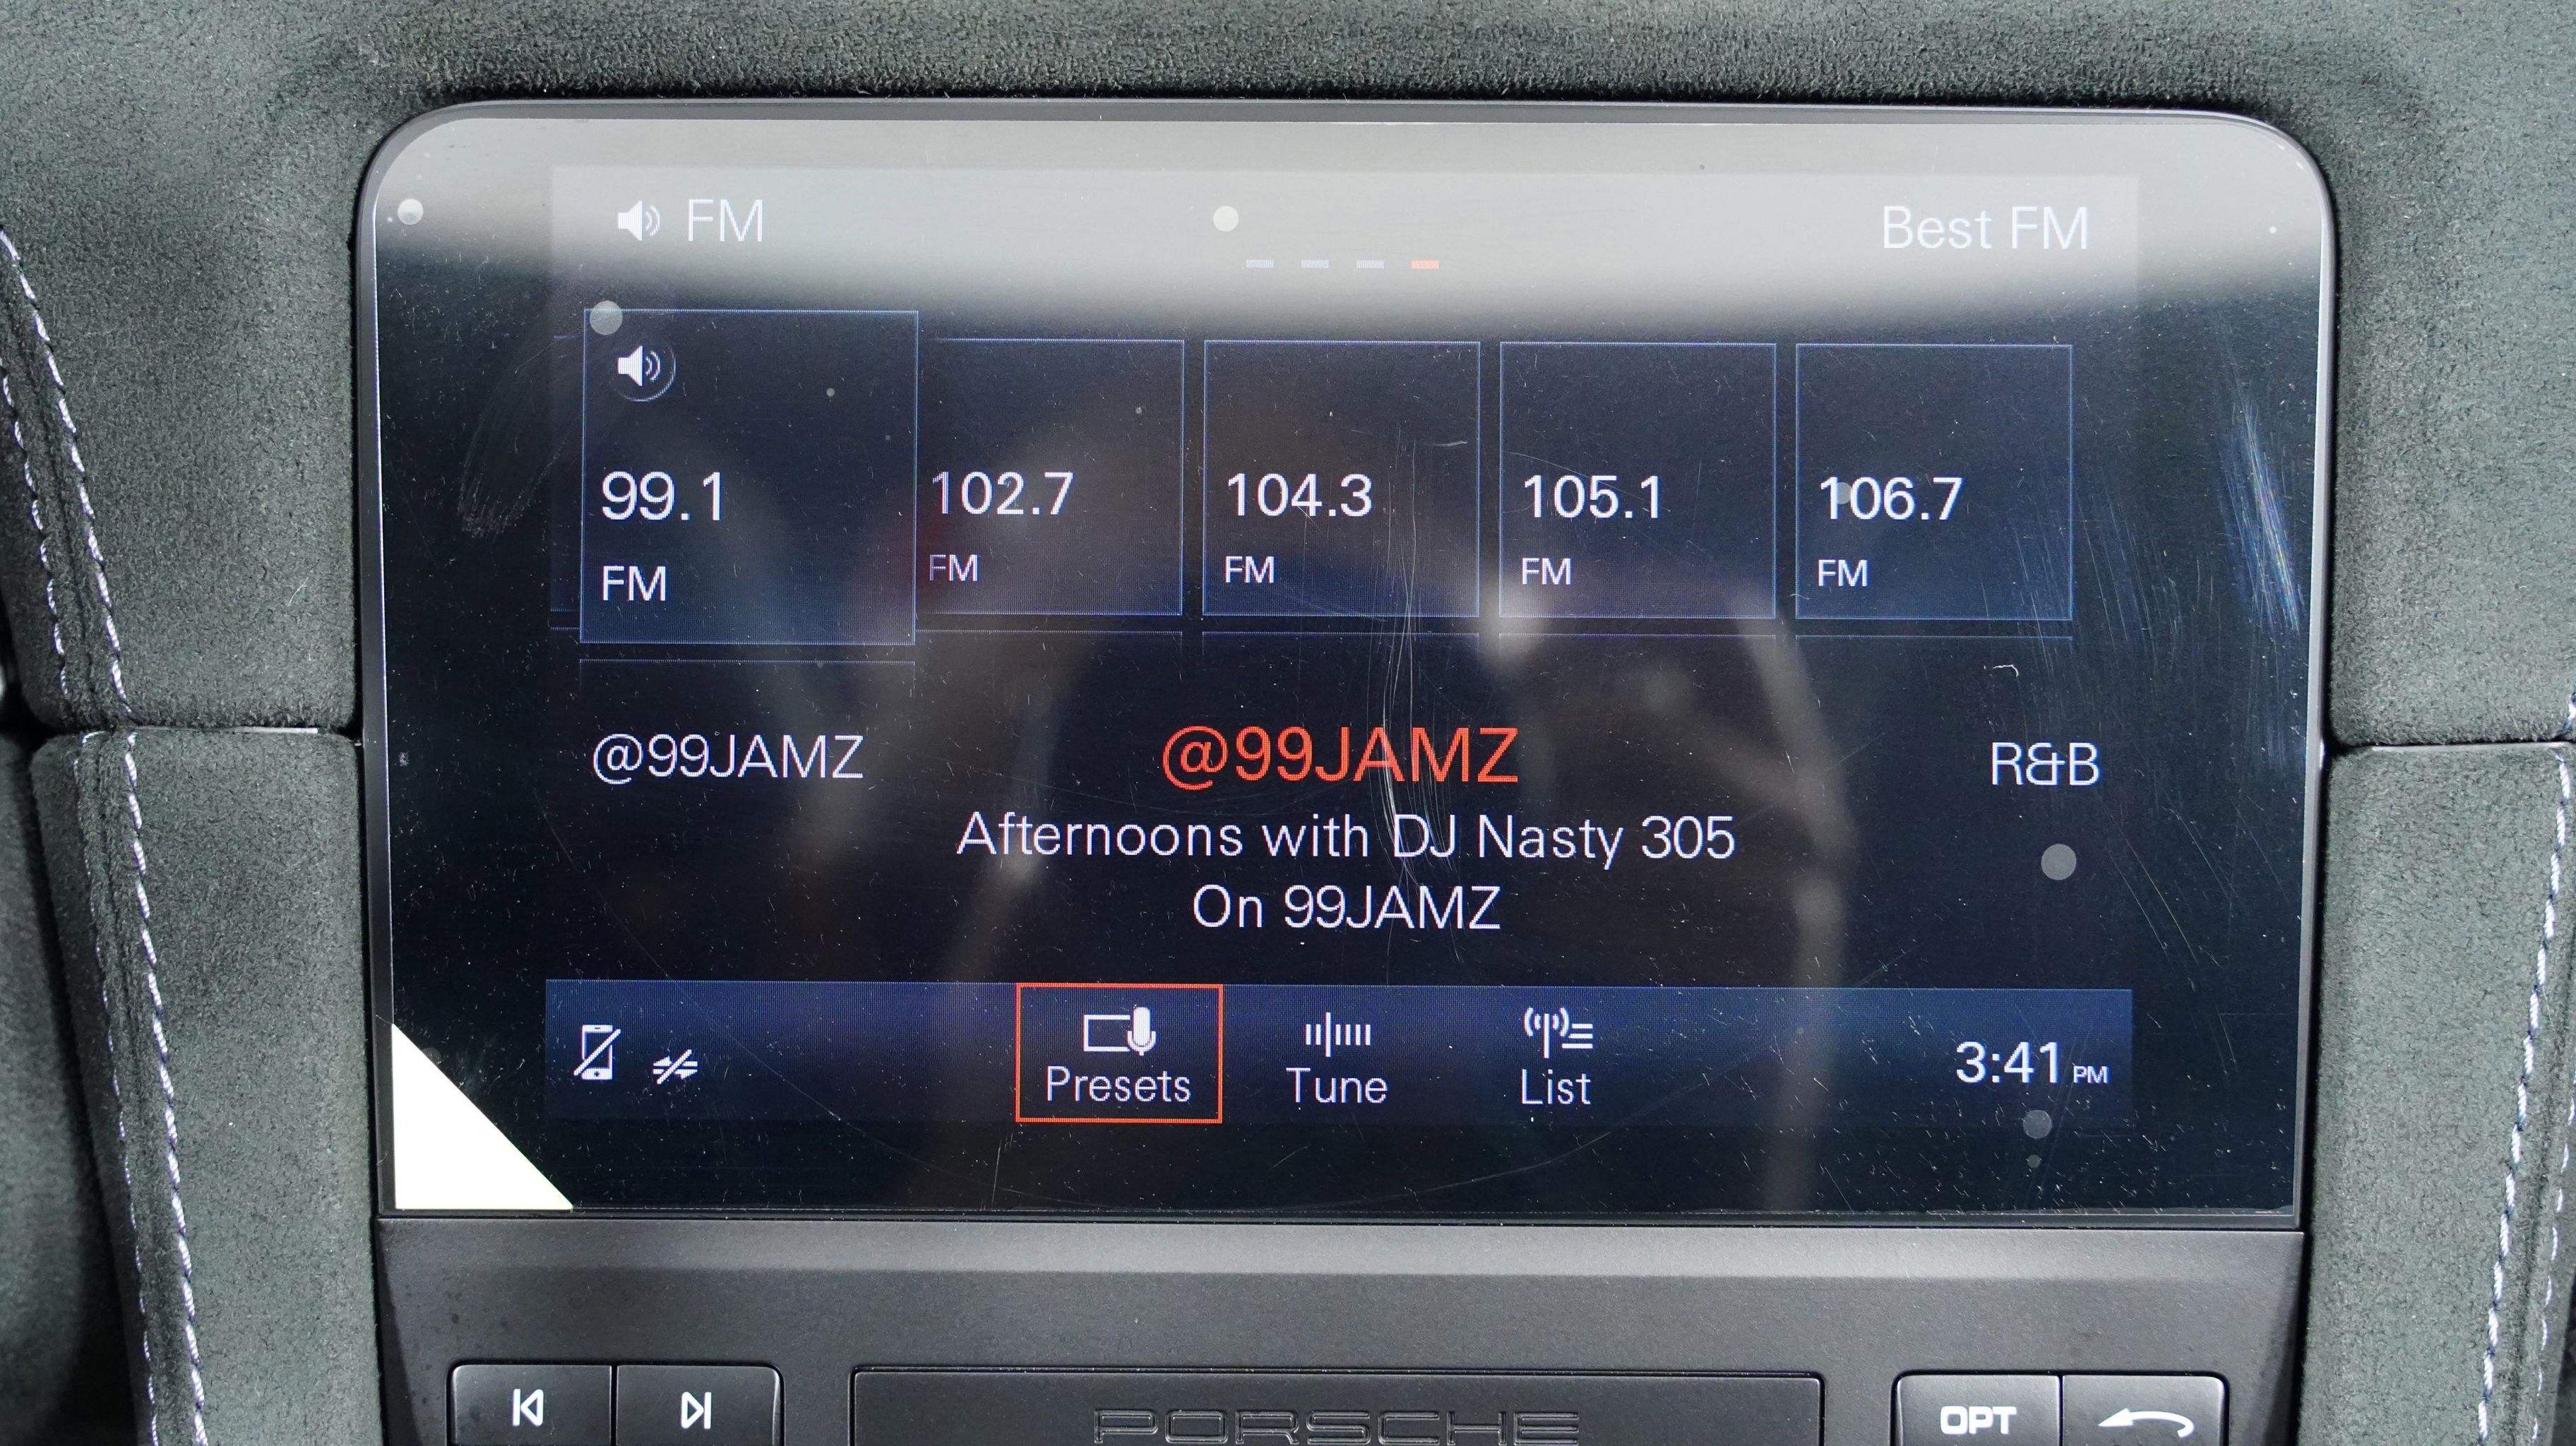 FM
Best FM
99.1
FM
102.7
FM
104.3
FM
105.1
FM
106.7
FM
@99JAMZ
@99JAMZ
R&B
Afternoons with DJ Nasty 305
On 99JAMZ
Presets
Tune
List
3:41 PM
PORSCHE
OPT